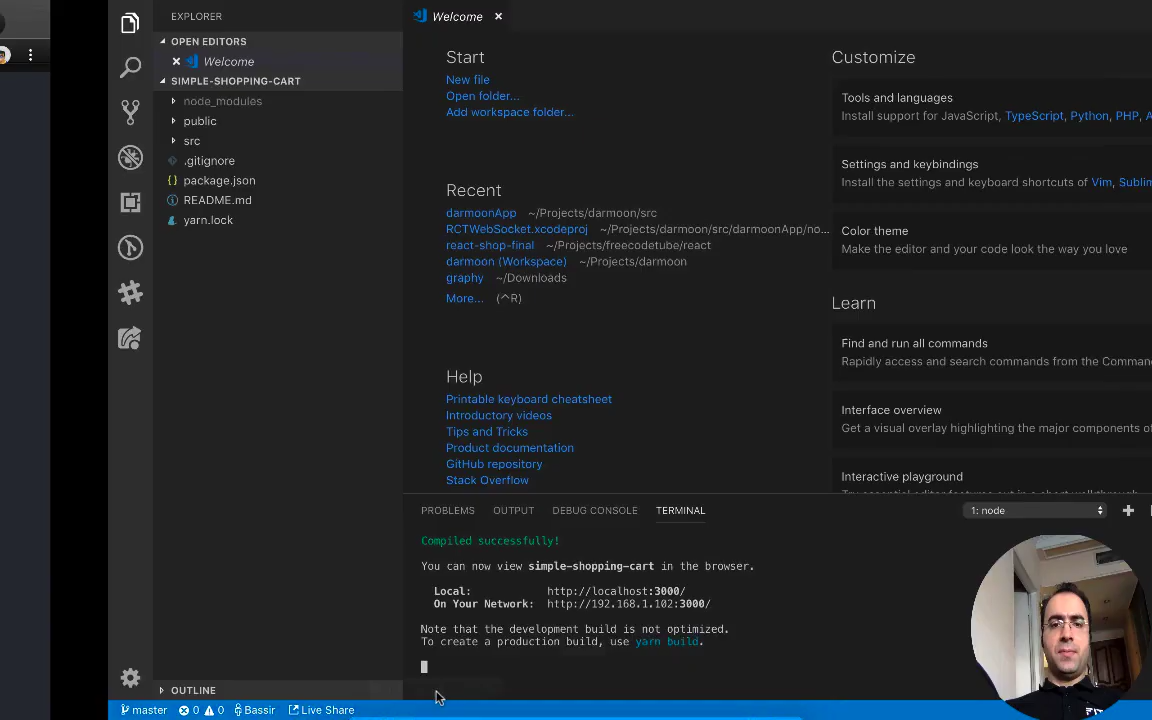 EXPLORER
OPEN EDITORS
Welcome
SIMPLE-SHOPPING-CART
node_modules
public
src
.gitignore
package.json
README.md
yarn.lock
OUTLINE
Welcome
Start
New file
Open folder...
Add workspace folder...
Recent
darmoonApp ~/Projects/darmoon/src
RCTWebSocket.xcodeproj ~/Projects/darmoon/src/darmoonApp/no...
react-shop-final ~/Projects/freecodetube/react
darmoon (Workspace) ~/Projects/darmoon
graphy ~/Downloads
More... (^R)
Help
Printable keyboard cheatsheet
Introductory videos
Tips and Tricks
Product documentation
GitHub repository
Stack Overflow
Customize
Tools and languages
Install support for JavaScript, TypeScript, Python, PHP, A
Settings and keybindings
Install the settings and keyboard shortcuts of Vim, Sublim
Color theme
Make the editor and your code look the way you love
Learn
Find and run all commands
Rapidly access and search commands from the Comman
Interface overview
Get a visual overlay highlighting the major components of
Interactive playground
PROBLEMS OUTPUT DEBUG CONSOLE TERMINAL 1: node
Compiled successfully!
You can now view simple-shopping-cart in the browser.
Local: http://localhost:3000/
On Your Network: http://192.168.1.102:3000/
Note that the development build is not optimized.
To create a production build, use yarn build.
master 0 0 Bassir Live Share